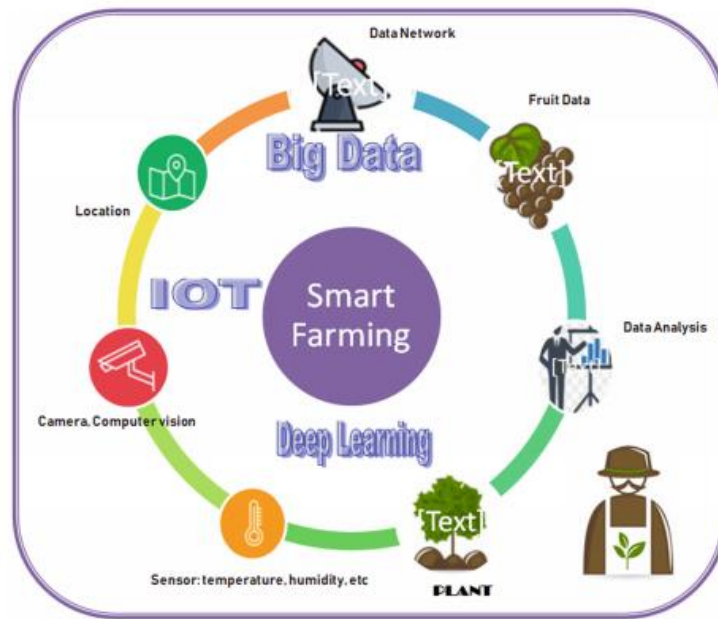 Data Network
[Text]
Fruit Data
[Text]
Big Data
Location
IOT
Smart
Farming
Data Analysis
Camera, Computer vision
Deep Learning
[Text]
Sensor: temperature, humidity, etc
PLANT